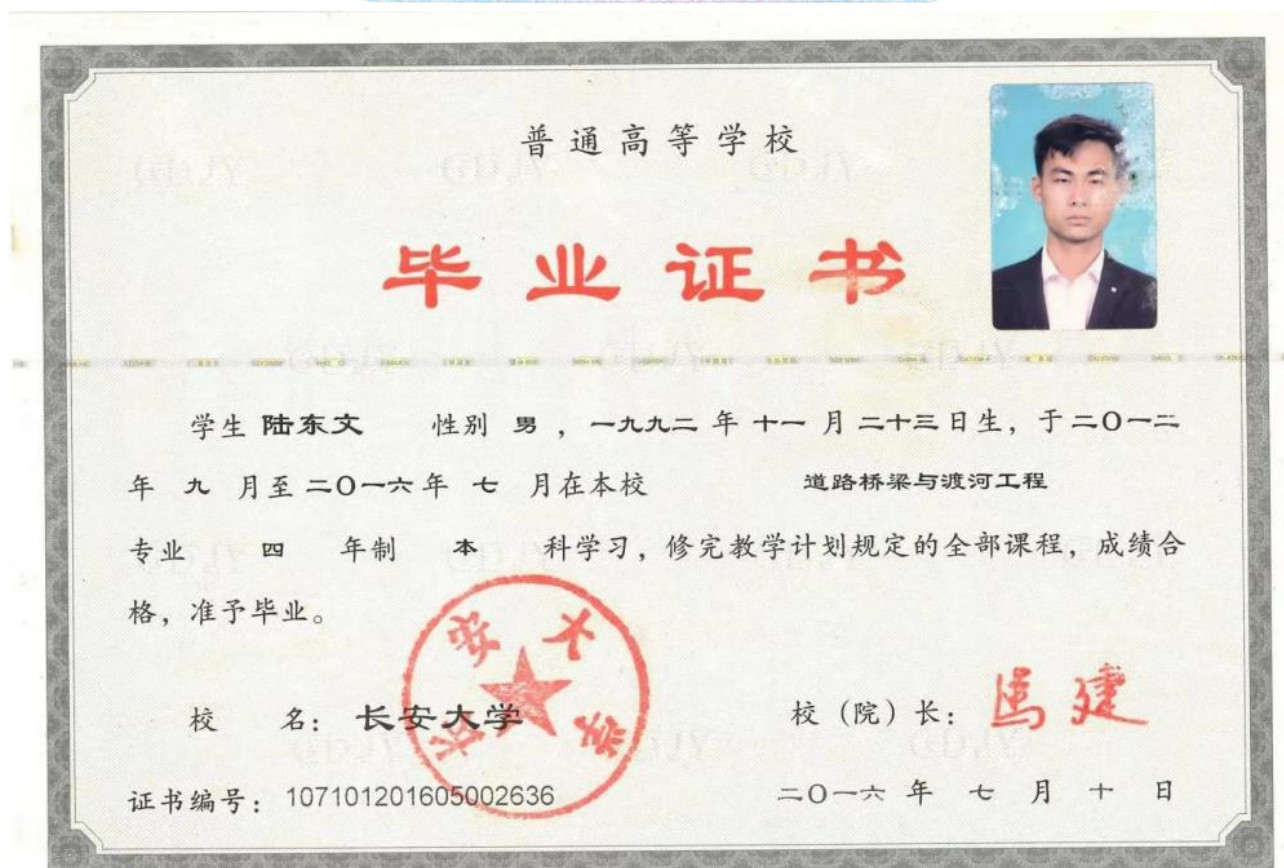 普通高等学校
毕业证书
学生 陆东文 性别 男 ，一九九二 年 十一 月 二十三日生，于二〇一二
年 九 月至 二〇一六年 七 月在本校 道路桥梁与渡河工程
专业 四 年制 本 科学习，修完教学计划规定的全部课程，成绩合
格，准予毕业。
长安大学
校 名：长安大学 校（院）长：馬建
证书编号：107101201605002636 二〇一六 年 七 月 十 日